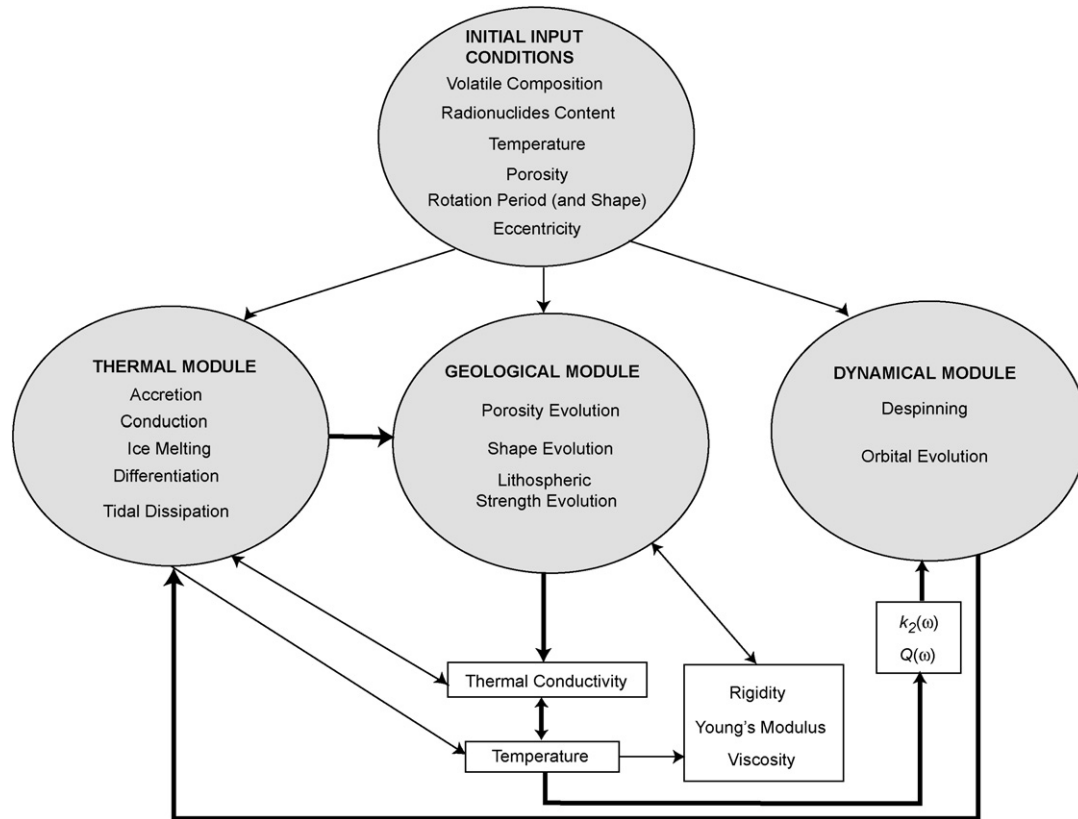 INITIAL INPUT
CONDITIONS
Volatile Composition
Radionuclides Content
Temperature
Porosity
Rotation Period (and Shape)
Eccentricity
THERMAL MODULE
Accretion
Conduction
Ice Melting
Differentiation
Tidal Dissipation
GEOLOGICAL MODULE
Porosity Evolution
Shape Evolution
Lithospheric
Strength Evolution
DYNAMICAL MODULE
Despinning
Orbital Evolution
k₂(ω)
Q(ω)
Thermal Conductivity
Temperature
Rigidity
Young's Modulus
Viscosity